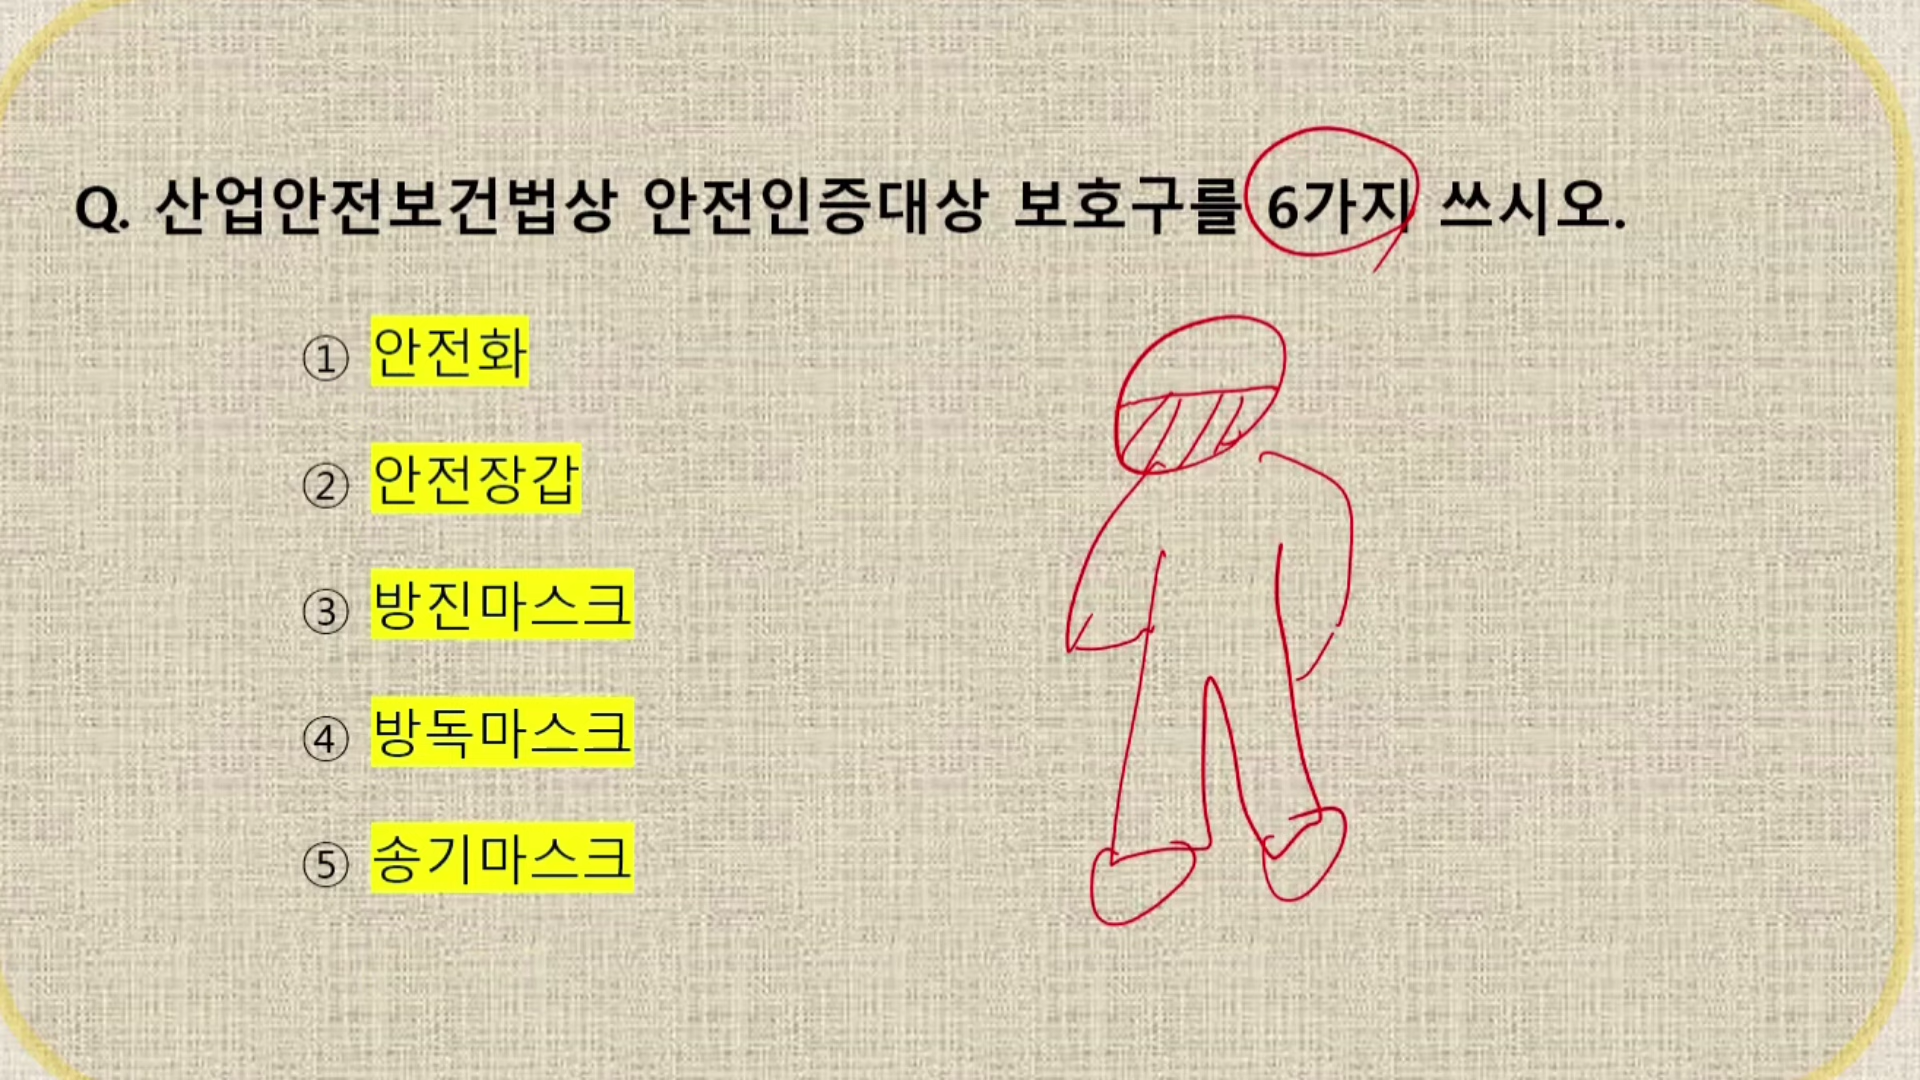 Q. 산업안전보건법상 안전인증대상 보호구를 6가지 쓰시오.
① 안전화
② 안전장갑
③ 방진마스크
④ 방독마스크
⑤ 송기마스크